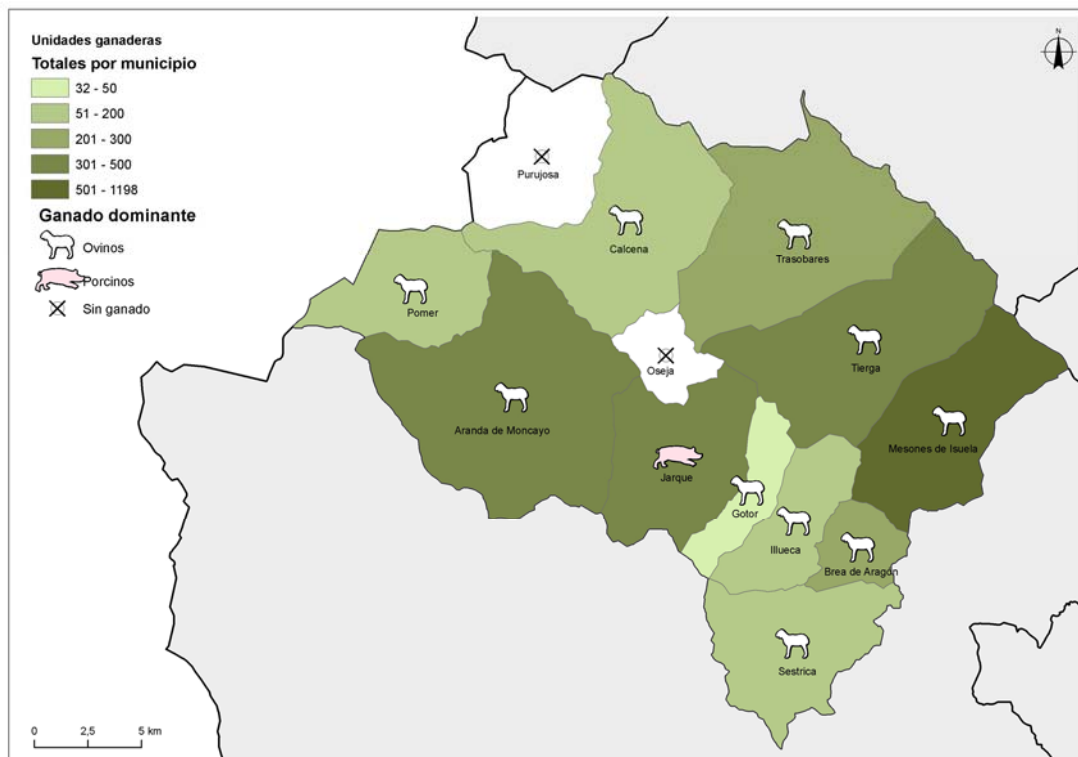 Unidades ganaderas
Totales por municipio
32 - 50
51 - 200
201 - 300
301 - 500
501 - 1198
Ganado dominante
Ovinos
Porcinos
Sin ganado
N
Purujosa
Calcena
Trasobares
Pomer
Oseja
Tierga
Aranda de Moncayo
Mesones de Isuela
Jarque
Gotor
Illueca
Brea de Aragón
Sestrica
0 2,5 5 km